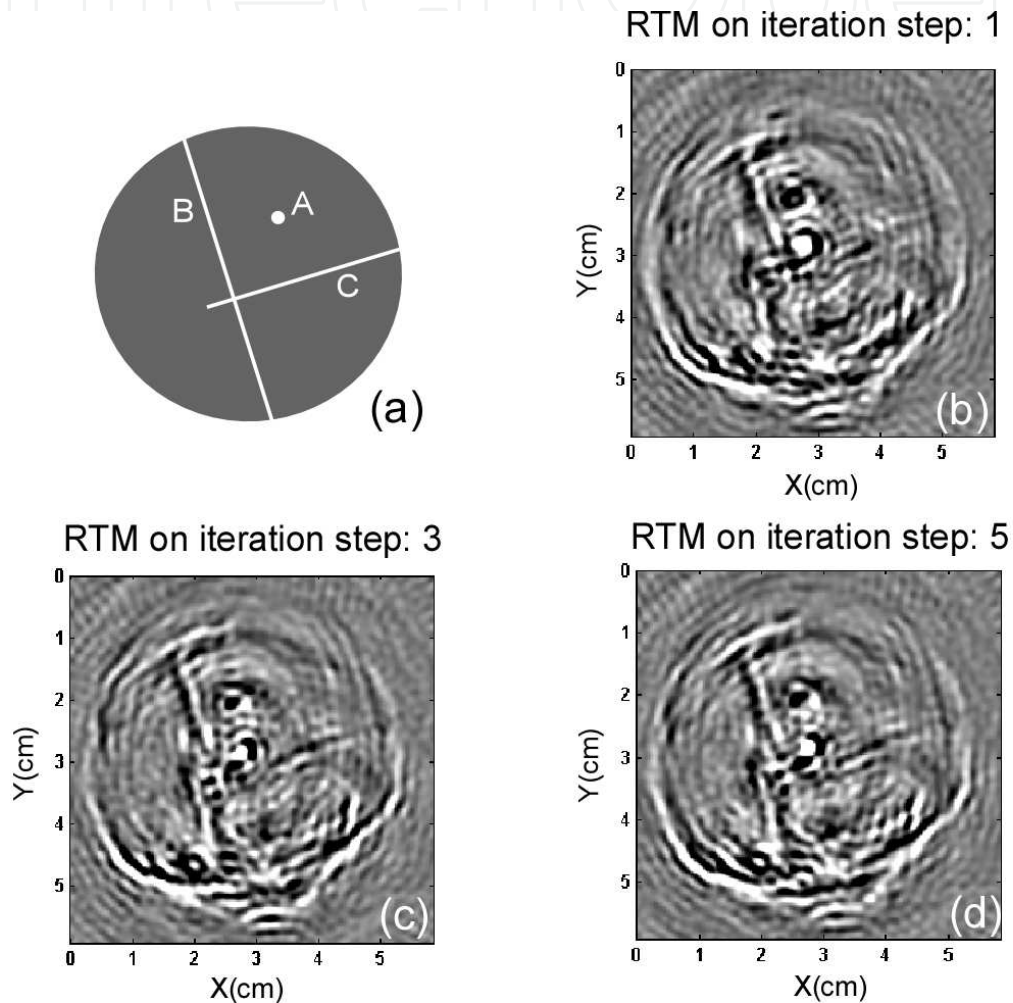 RTM on iteration step: 1
B
A
C
(a)
0
1
2
3
4
5
Y(cm)
(b)
0 1 2 3 4 5
X(cm)
RTM on iteration step: 3
0
1
2
3
4
5
Y(cm)
(c)
0 1 2 3 4 5
X(cm)
RTM on iteration step: 5
0
1
2
3
4
5
Y(cm)
(d)
0 1 2 3 4 5
X(cm)